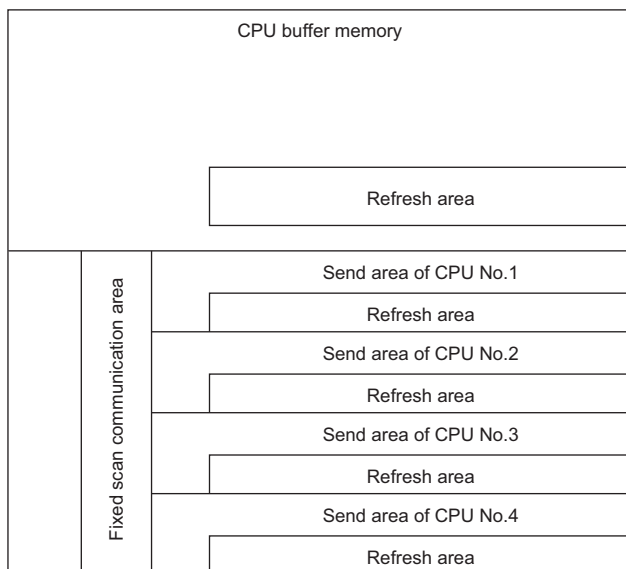 CPU buffer memory
Refresh area
Fixed scan communication area
Send area of CPU No.1
Refresh area
Send area of CPU No.2
Refresh area
Send area of CPU No.3
Refresh area
Send area of CPU No.4
Refresh area